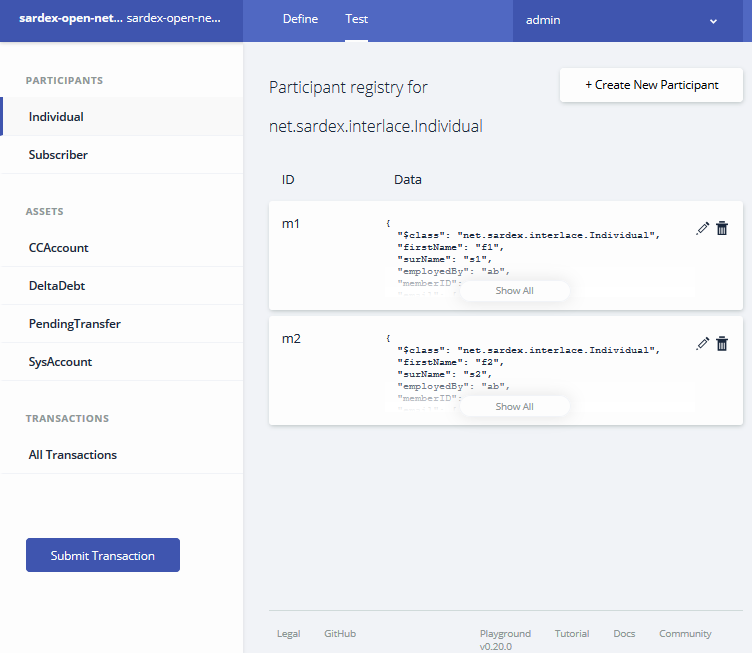 sardex-open-net... sardex-open-ne...
Define
Test
admin
PARTICIPANTS
Individual
Subscriber
ASSETS
CCAccount
DeltaDebt
PendingTransfer
SysAccount
TRANSACTIONS
All Transactions
Submit Transaction
Participant registry for
net.sardex.interlace.Individual
+ Create New Participant
ID Data
m1
{
"$class": "net.sardex.interlace.Individual",
"firstName": "f1",
"surName": "s1",
"employedBy": "ab",
"memberID":
Show All
m2
{
"$class": "net.sardex.interlace.Individual",
"firstName": "f2",
"surName": "s2",
"employedBy": "ab",
"memberID":
Show All
Legal GitHub Playground Tutorial Docs Community
v0.20.0